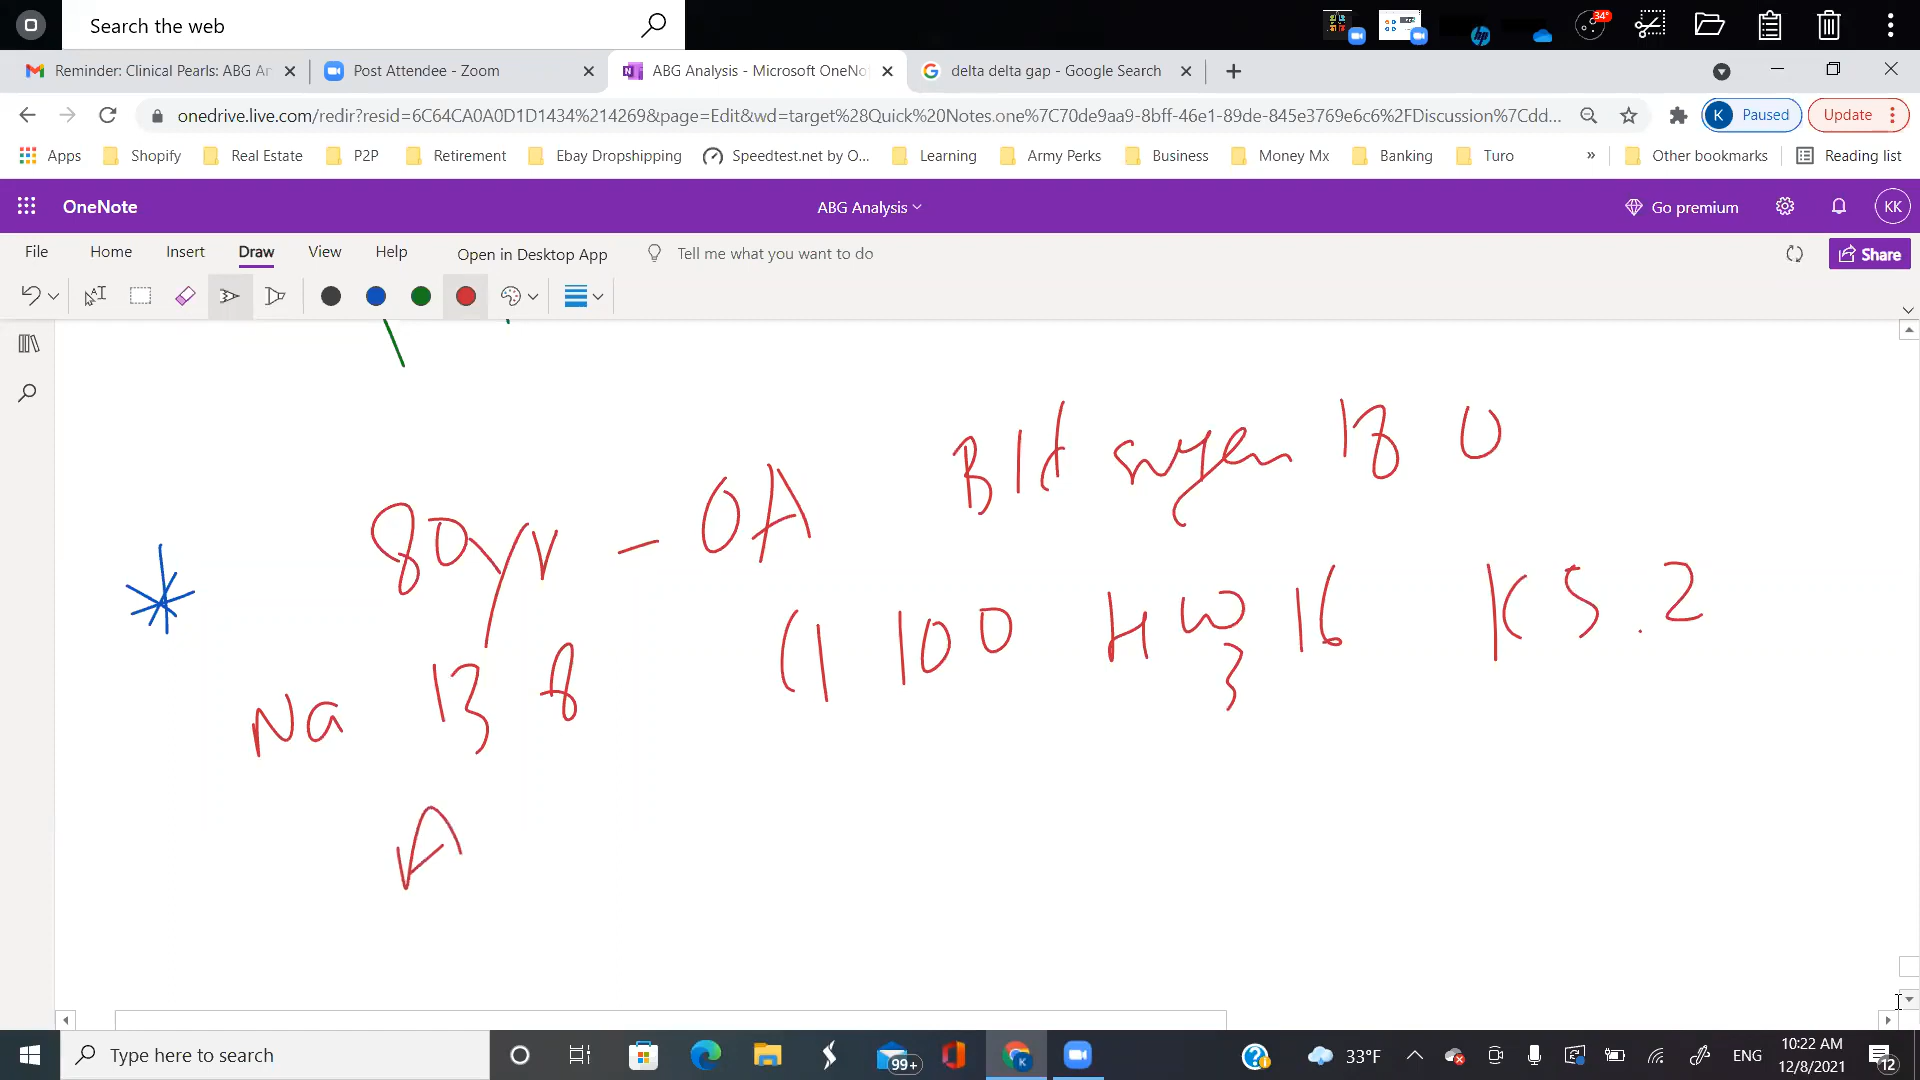 Search the web
34°
Reminder: Clinical Pearls: ABG An
Post Attendee - Zoom
ABG Analysis - Microsoft OneNo
delta delta gap - Google Search
onedrive.live.com/redir?resid=6C64CA0A0D1D1434%214269&page=Edit&wd=target%28Quick%20Notes.one%7C70de9aa9-8bff-46e1-89de-845e3769e6c6%2FDiscussion%7Cdd...
K Paused
Update
Apps Shopify Real Estate P2P Retirement Ebay Dropshipping Speedtest.net by O... Learning Army Perks Business Money Mx Banking Turo » Other bookmarks Reading list
OneNote
ABG Analysis
Go premium
KK
File Home Insert Draw View Help Open in Desktop App Tell me what you want to do
Share
Bld sugar 180
80yr - OA
Na 138 Cl 100 HCO3 16 K 5.2
A
Type here to search
99+
33°F
ENG
10:22 AM
12/8/2021
12